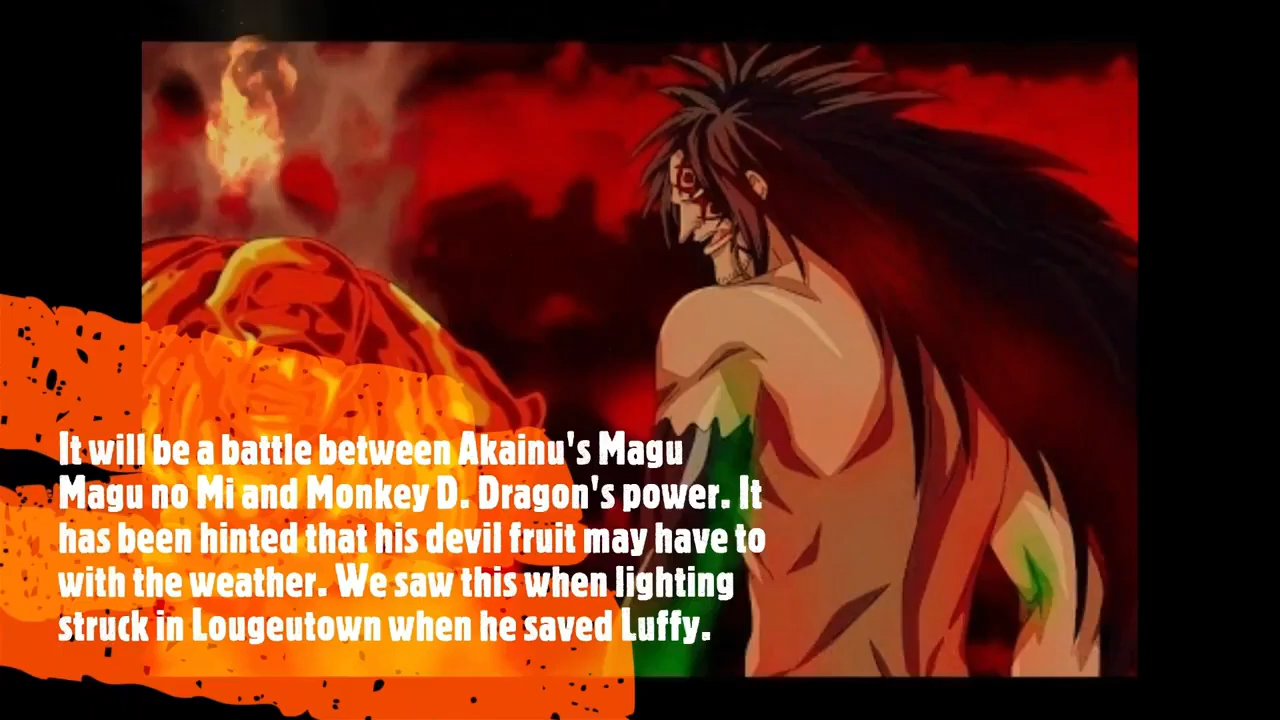 It will be a battle between Akainu's Magu
Magu no Mi and Monkey D. Dragon's power. It
has been hinted that his devil fruit may have to
with the weather. We saw this when lighting
struck in Lougeutown when he saved Luffy.